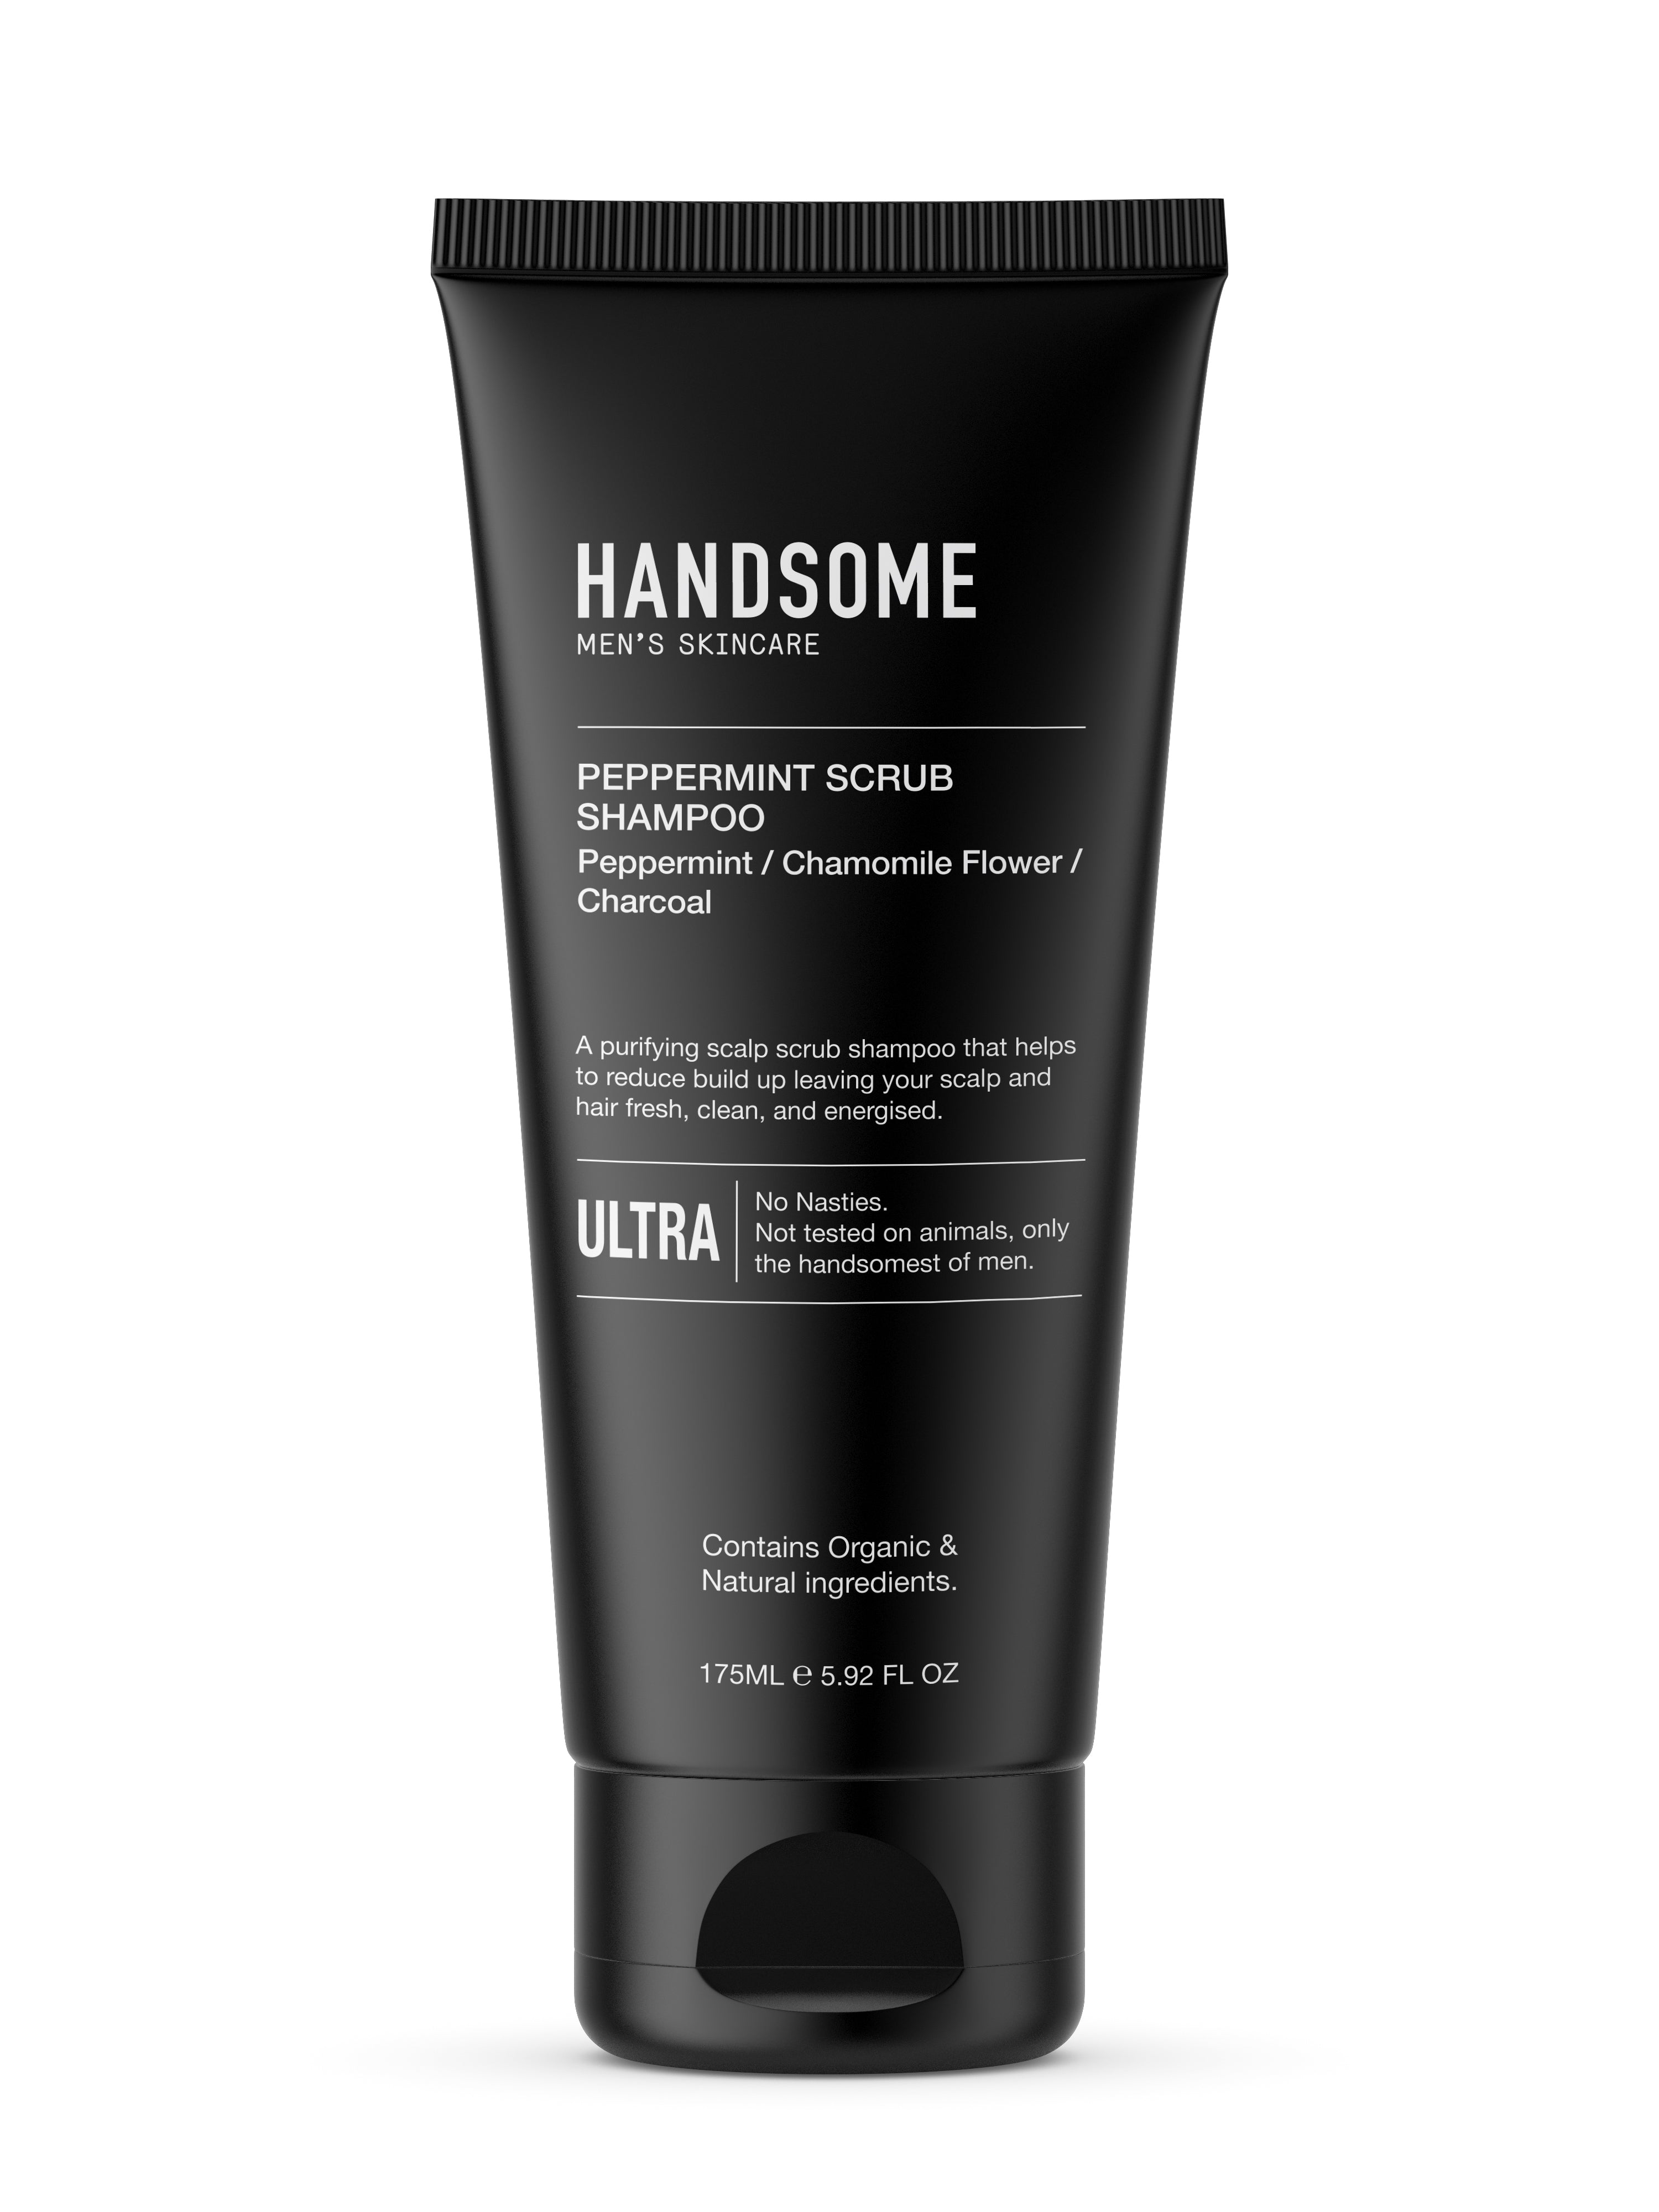 HANDSOME
MEN'S SKINCARE
PEPPERMINT SCRUB
SHAMPOO
Peppermint / Chamomile Flower /
Charcoal
A purifying scalp scrub shampoo that helps
to reduce build up leaving your scalp and
hair fresh, clean, and energised.
ULTRA
No Nasties.
Not tested on animals, only
the handsomest of men.
Contains Organic &
Natural ingredients.
175ML ℮ 5.92 FL OZ